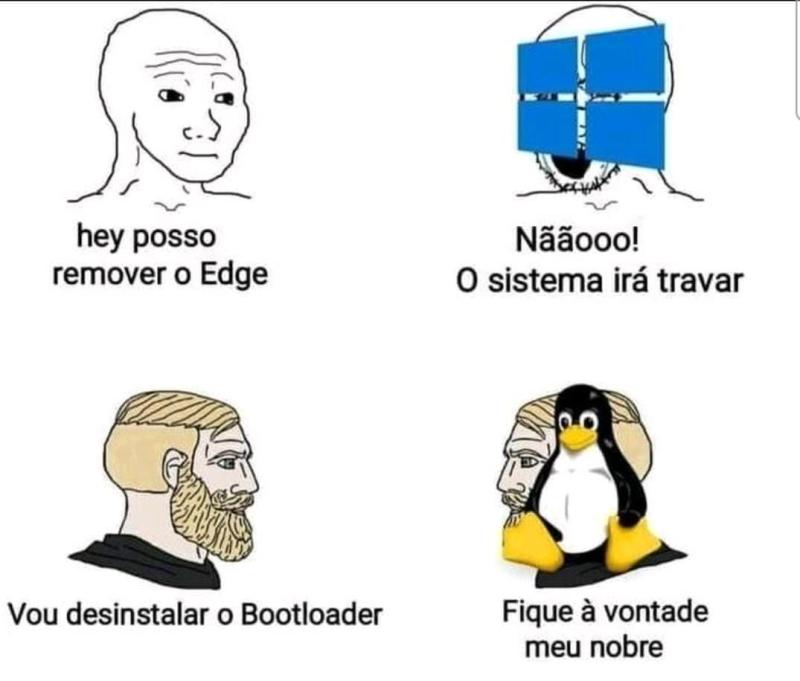 hey posso
remover o Edge
Nããooo!
O sistema irá travar
Vou desinstalar o Bootloader
Fique à vontade
meu nobre